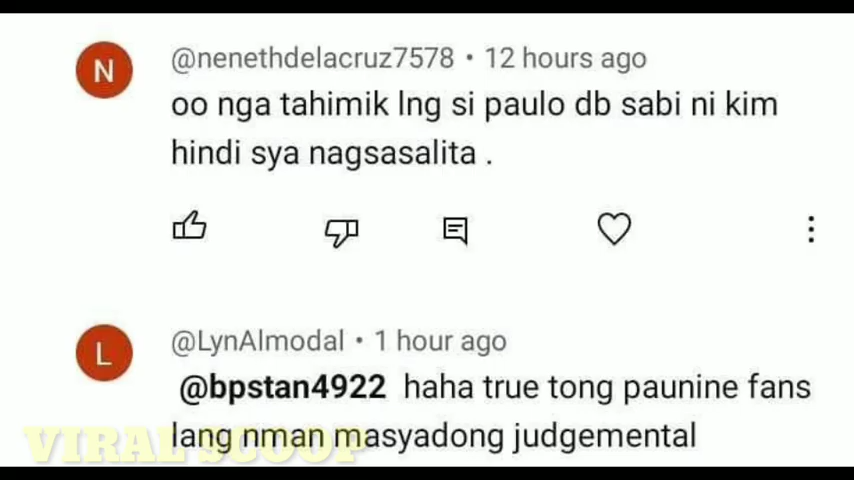 N
@nenethdelacruz7578 • 12 hours ago
oo nga tahimik lng si paulo db sabi ni kim
hindi sya nagsasalita .
L
@LynAlmodal • 1 hour ago
@bpstan4922 haha true tong paunine fans
lang nman masyadong judgemental
VIRAL SCOOP